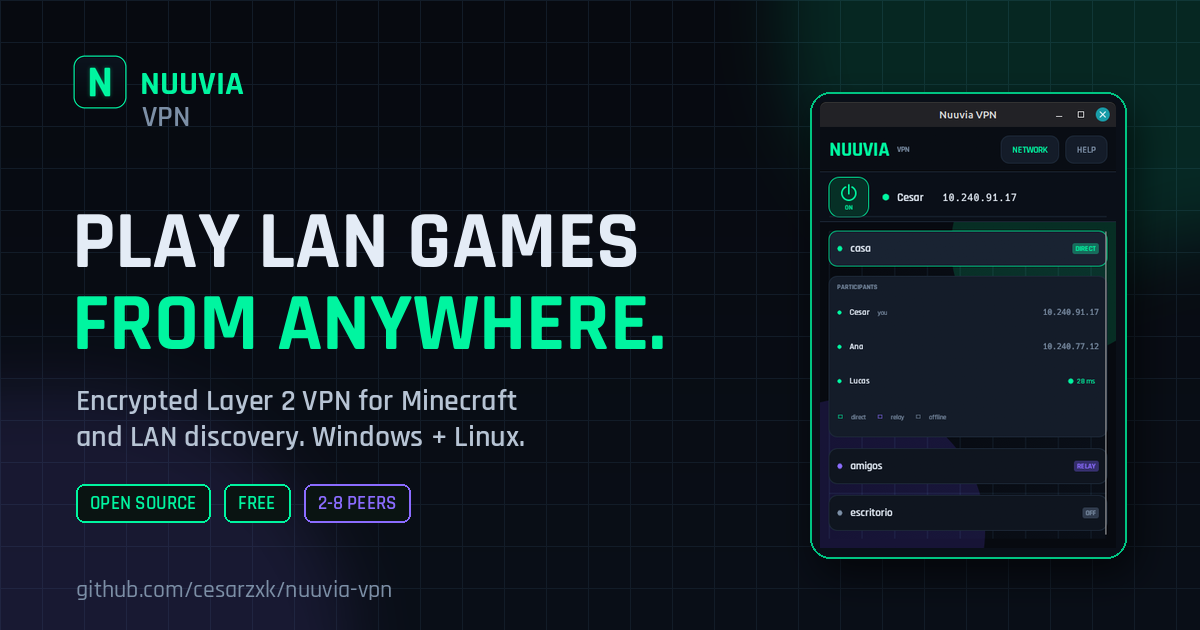 N
NUUVIA
VPN
PLAY LAN GAMES
FROM ANYWHERE.
Encrypted Layer 2 VPN for Minecraft
and LAN discovery. Windows + Linux.
OPEN SOURCE
FREE
2-8 PEERS
github.com/cesarzxk/nuuvia-vpn
Nuuvia VPN
NUUVIA VPN
NETWORK
HELP
ON
Cesar 10.240.91.17
casa DIRECT
PARTICIPANTS
Cesar you 10.240.91.17
Ana 10.240.77.12
Lucas 28 ms
direct relay offline
amigos RELAY
escritorio OFF